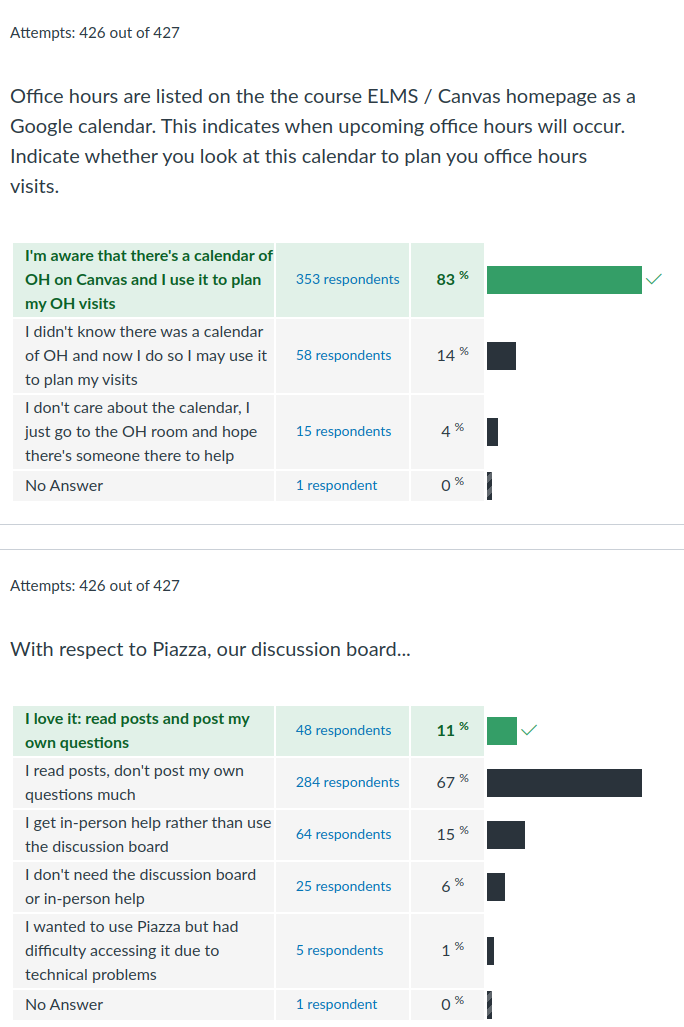 Attempts: 426 out of 427
Office hours are listed on the the course ELMS / Canvas homepage as a
Google calendar. This indicates when upcoming office hours will occur.
Indicate whether you look at this calendar to plan you office hours
visits.
I'm aware that there's a calendar of
OH on Canvas and I use it to plan
my OH visits
353 respondents
83 %
I didn't know there was a calendar
of OH and now I do so I may use it
to plan my visits
58 respondents
14 %
I don't care about the calendar, I
just go to the OH room and hope
there's someone there to help
15 respondents
4 %
No Answer
1 respondent
0 %
Attempts: 426 out of 427
With respect to Piazza, our discussion board...
I love it: read posts and post my
own questions
48 respondents
11 %
I read posts, don't post my own
questions much
284 respondents
67 %
I get in-person help rather than use
the discussion board
64 respondents
15 %
I don't need the discussion board
or in-person help
25 respondents
6 %
I wanted to use Piazza but had
difficulty accessing it due to
technical problems
5 respondents
1 %
No Answer
1 respondent
0 %